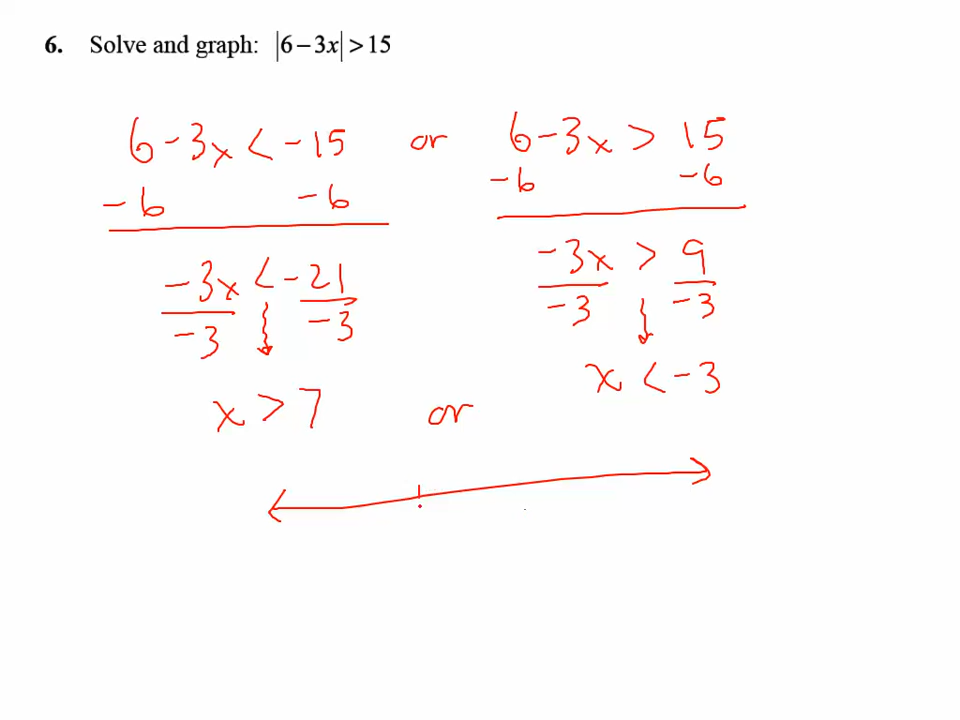 6. Solve and graph: |6 − 3x| > 15
6 - 3x < -15 or 6 - 3x > 15
-6 -6 -6 -6
-3x < -21 -3x > 9
-3 -3 -3 -3
x > 7 or x < -3